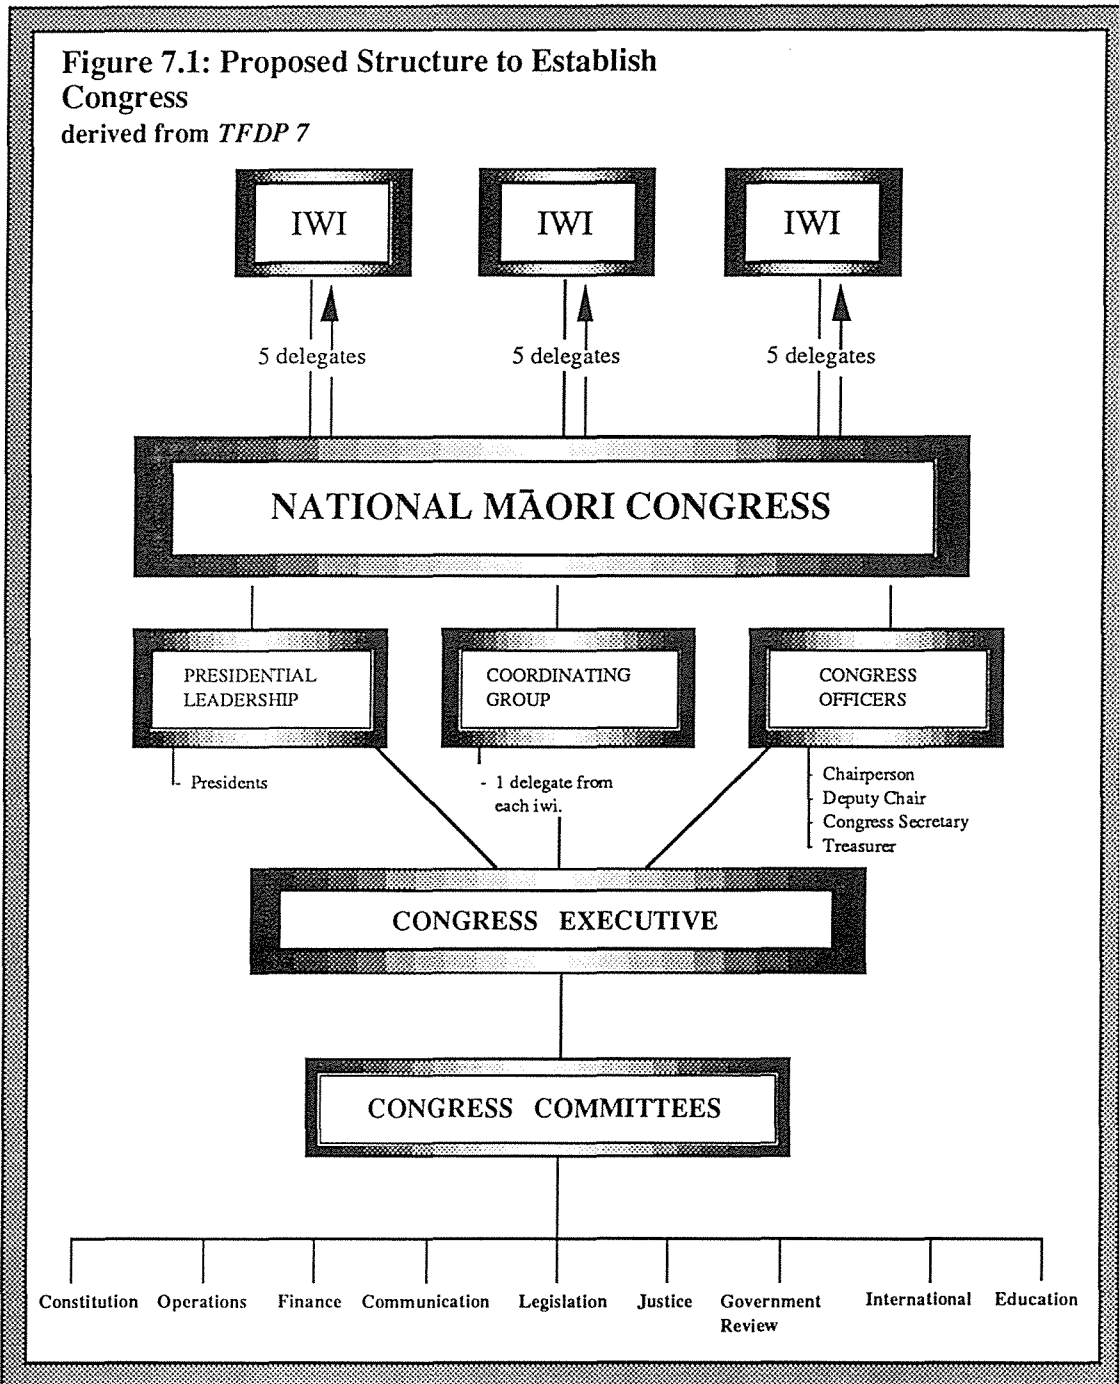 Figure 7.1: Proposed Structure to Establish
Congress
derived from TFDP 7
IWI
IWI
IWI
5 delegates
5 delegates
5 delegates
NATIONAL MĀORI CONGRESS
PRESIDENTIAL
LEADERSHIP
COORDINATING
GROUP
CONGRESS
OFFICERS
- Presidents
- 1 delegate from
each iwi.
- Chairperson
- Deputy Chair
- Congress Secretary
- Treasurer
CONGRESS EXECUTIVE
CONGRESS COMMITTEES
Constitution
Operations
Finance
Communication
Legislation
Justice
Government
Review
International
Education